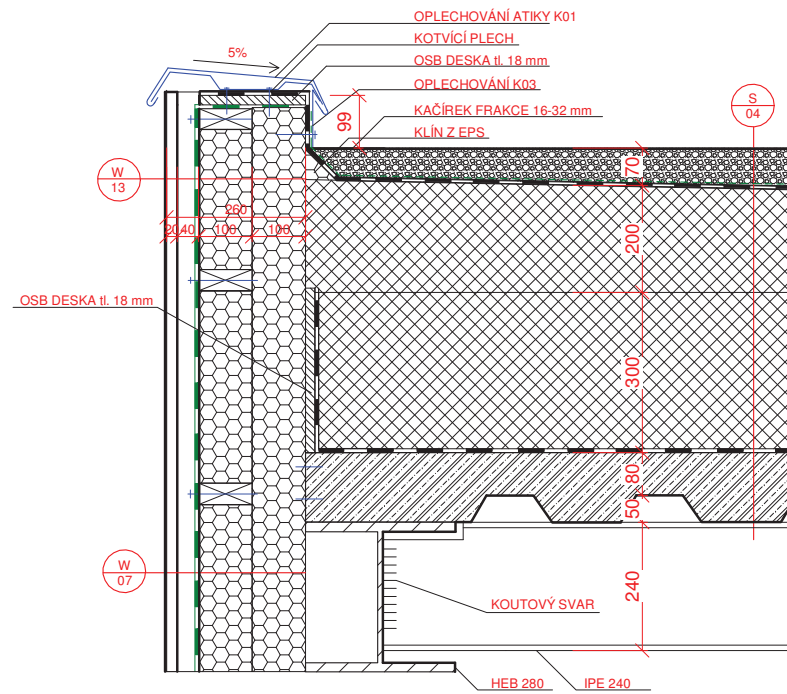 OPLECHOVÁNÍ ATIKY K01
KOTVÍCÍ PLECH
OSB DESKA tl. 18 mm
OPLECHOVÁNÍ K03
KAČÍREK FRAKCE 16-32 mm
KLÍN Z EPS
5%
99
S
04
70
W
13
260
20
40
100
100
200
OSB DESKA tl. 18 mm
300
80
50
W
07
240
KOUTOVÝ SVAR
HEB 280
IPE 240